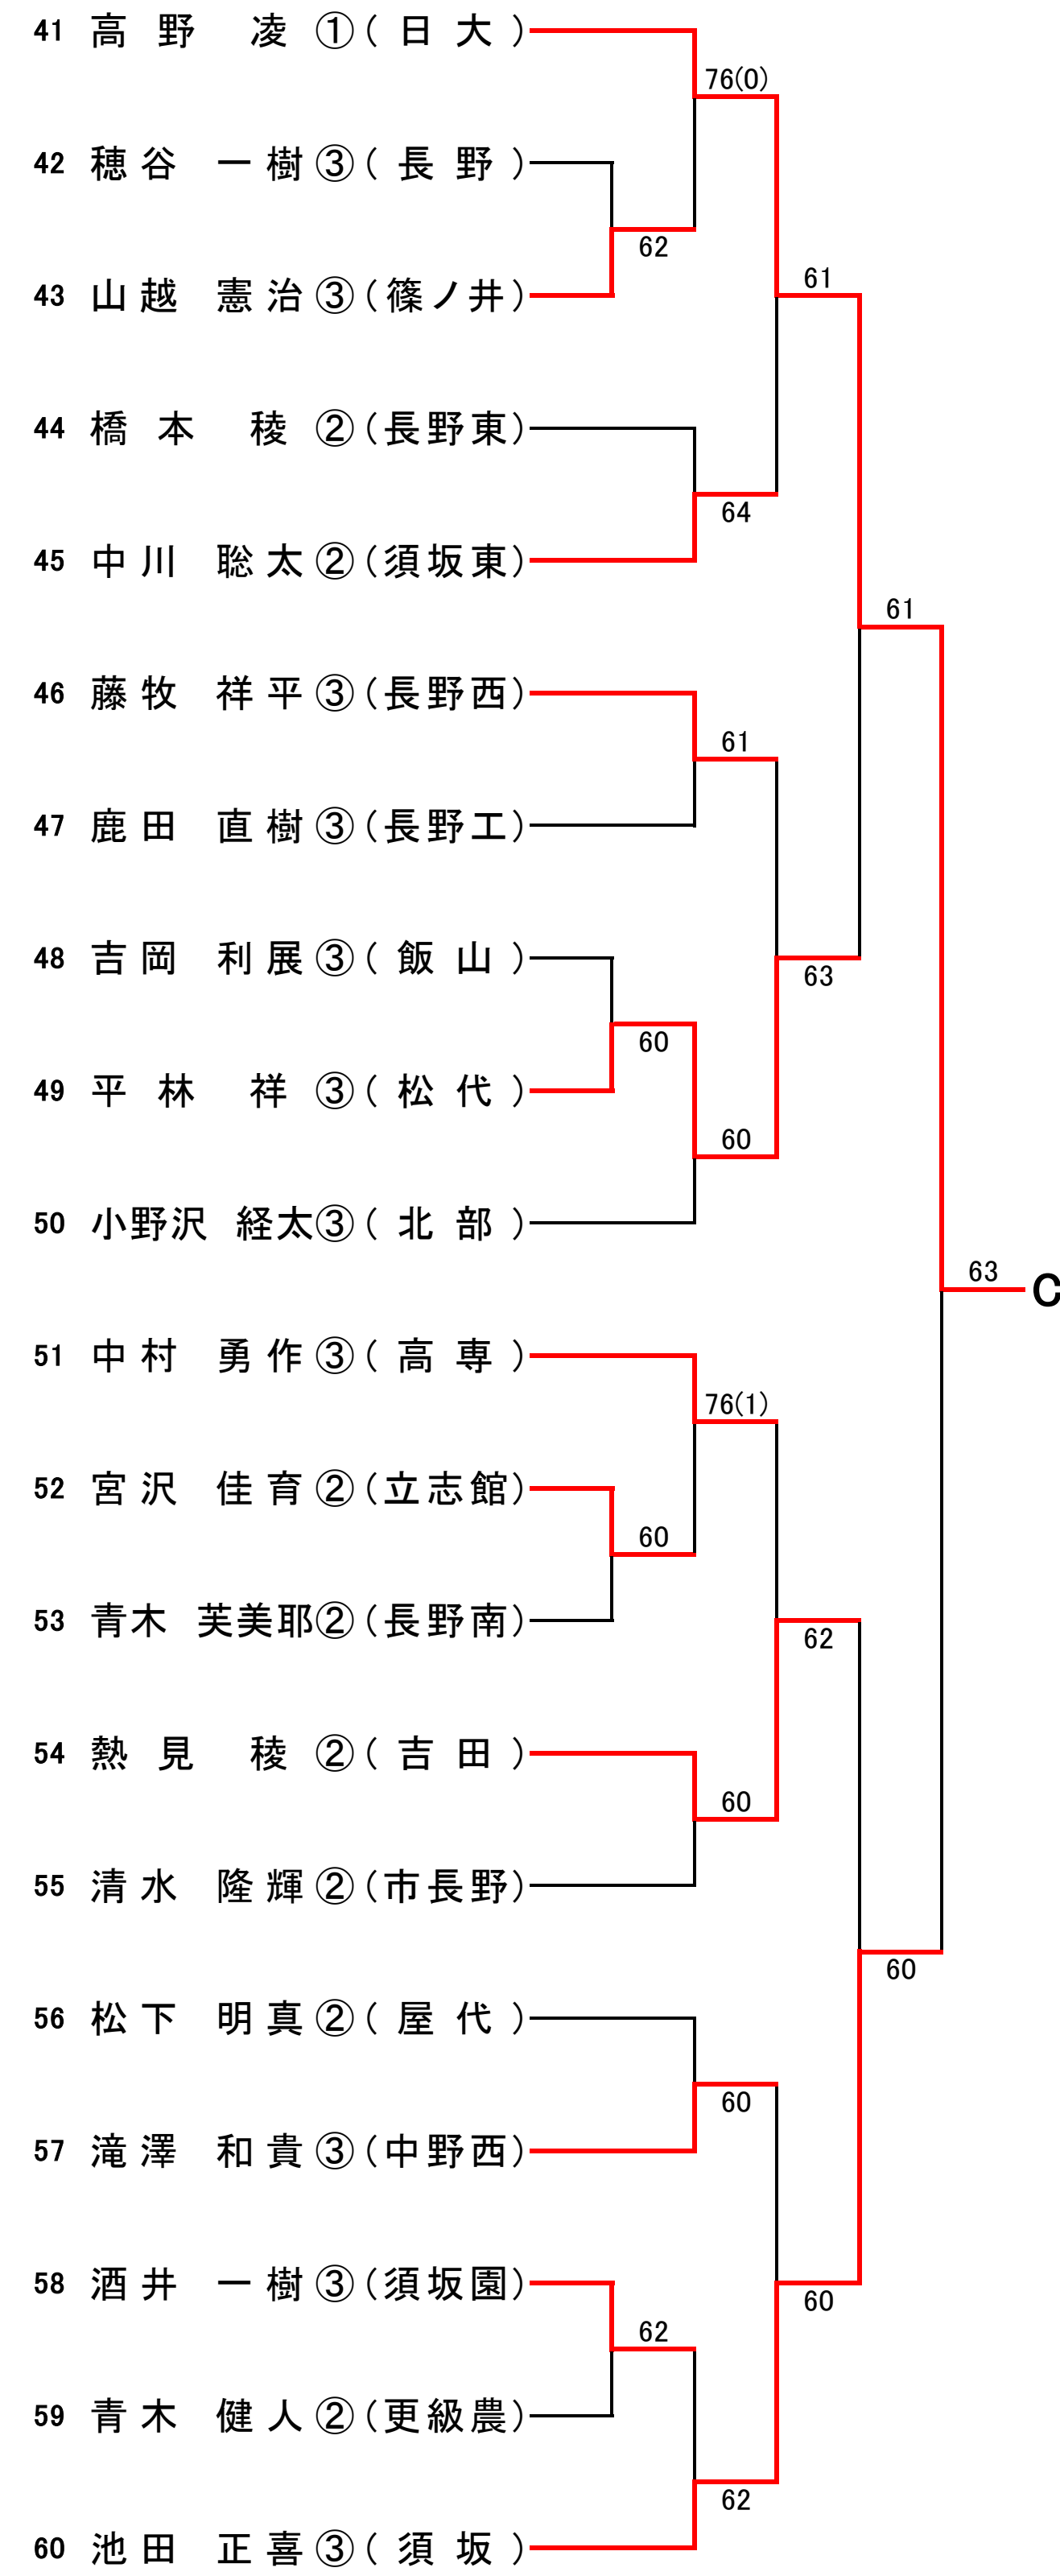 41 高野 凌 ① ( 日大 )
76(0)
42 穂谷 一樹 ③ ( 長野 )
62
43 山越 憲治 ③ (篠ノ井)
61
44 橋本 稜 ② (長野東)
64
45 中川 聡太 ② (須坂東)
61
46 藤牧 祥平 ③ (長野西)
61
47 鹿田 直樹 ③ (長野工)
48 吉岡 利展 ③ ( 飯山 )
63
60
49 平林 祥 ③ ( 松代 )
60
50 小野沢 経太 ③ ( 北部 )
63
C
51 中村 勇作 ③ ( 高専 )
76(1)
52 宮沢 佳育 ② (立志館)
60
53 青木 芙美耶 ② (長野南)
62
54 熱見 稜 ② ( 吉田 )
60
55 清水 隆輝 ② (市長野)
60
56 松下 明真 ② ( 屋代 )
60
57 滝澤 和貴 ③ (中野西)
58 酒井 一樹 ③ (須坂園)
60
62
59 青木 健人 ② (更級農)
62
60 池田 正喜 ③ ( 須坂 )